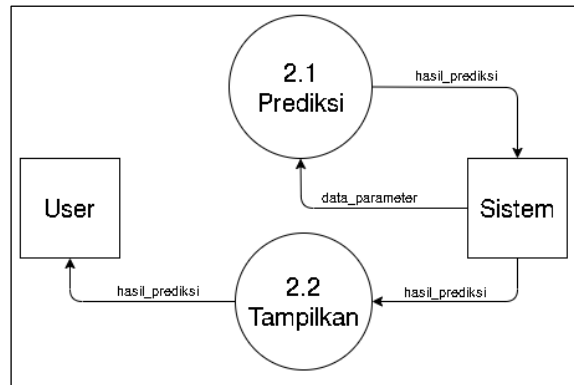 2.1
Prediksi
hasil_prediksi
User
data_parameter
Sistem
2.2
Tampilkan
hasil_prediksi
hasil_prediksi